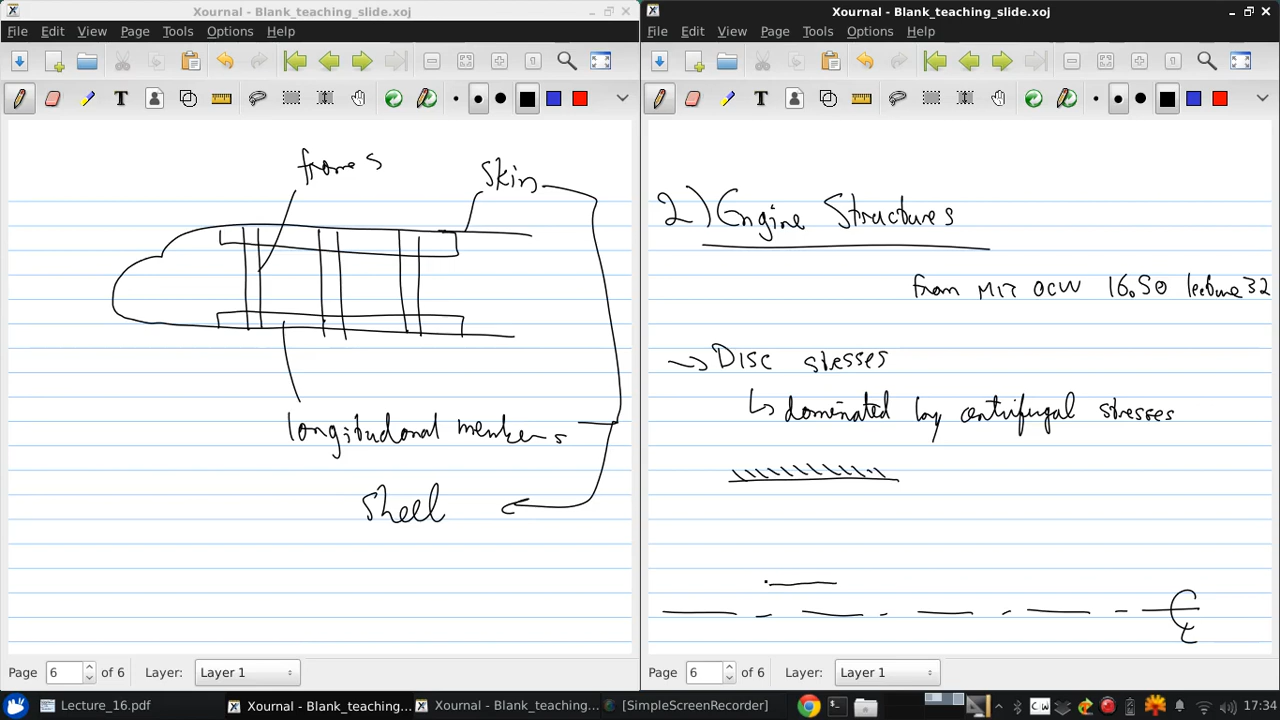 Xournal - Blank_teaching_slide.xoj
File Edit View Page Tools Options Help
frames
skin
longitudonal members
shell
Page 6 of 6 Layer: Layer 1
Xournal - Blank_teaching_slide.xoj
File Edit View Page Tools Options Help
2) Engine Structures
from MIT OCW 16.50 lecture 32
→ Disc stesses
↳ dominated by centrifugal stresses
Page 6 of 6 Layer: Layer 1
Lecture_16.pdf Xournal - Blank_teaching... Xournal - Blank_teaching... [SimpleScreenRecorder] 17:34